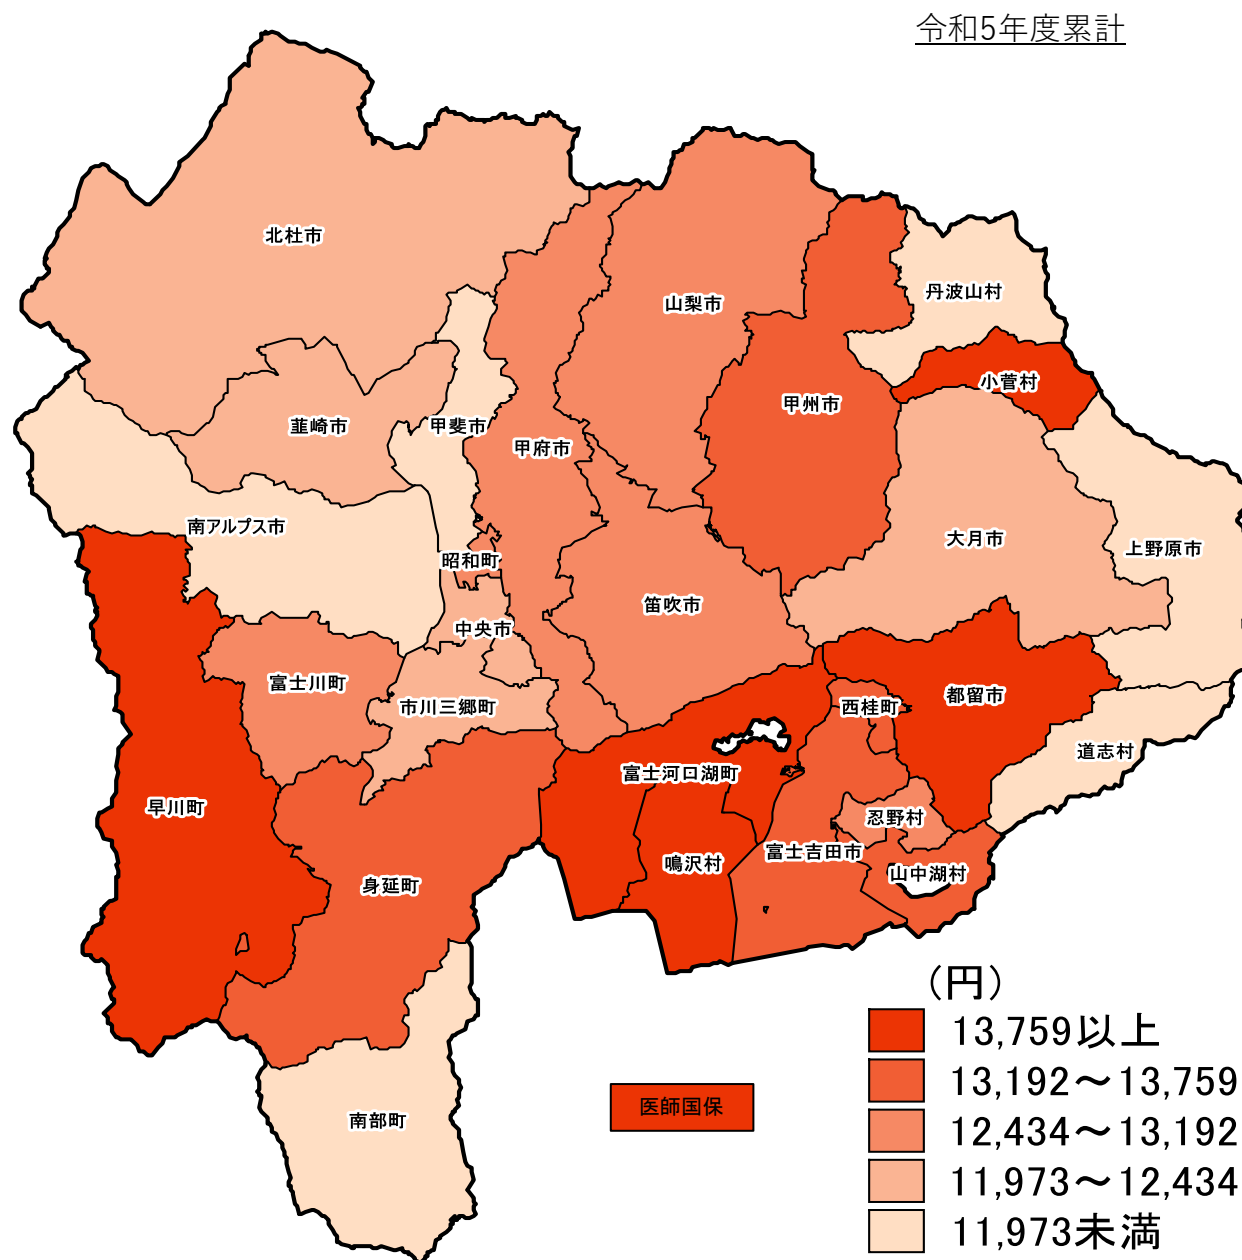 令和5年度累計
北杜市
丹波山村
山梨市
小菅村
甲州市
韮崎市
甲斐市
甲府市
南アルプス市
大月市
上野原市
昭和町
笛吹市
中央市
富士川町
都留市
市川三郷町
西桂町
道志村
富士河口湖町
早川町
忍野村
富士吉田市
鳴沢村
山中湖村
身延町
南部町
医師国保
(円)
13,759以上
13,192～13,759
12,434～13,192
11,973～12,434
11,973未満